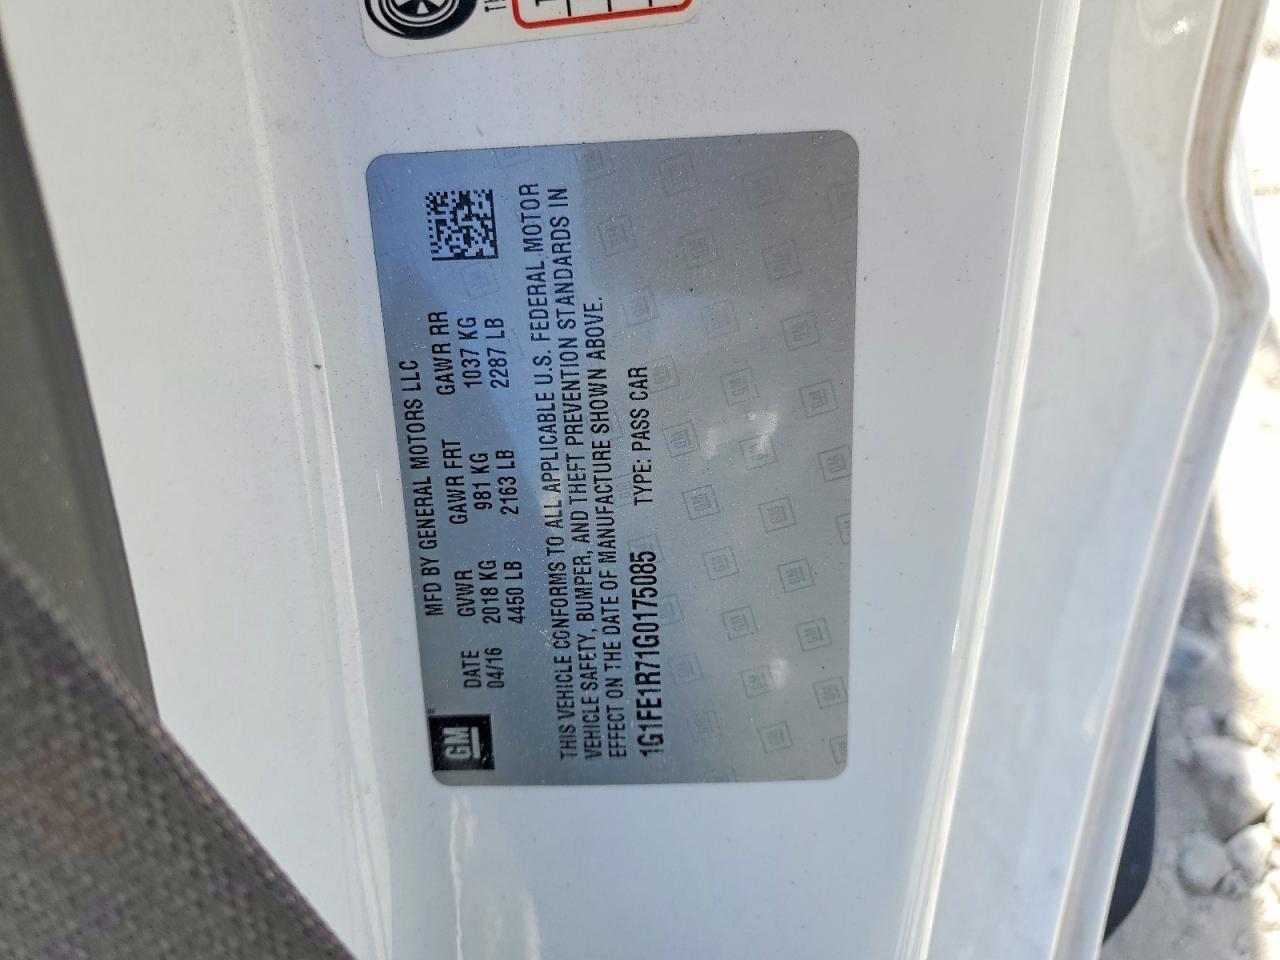 MFD BY GENERAL MOTORS LLC
DATE GVWR GAWR FRT GAWR RR
04/16 2018 KG 981 KG 1037 KG
4450 LB 2163 LB 2287 LB
GM
THIS VEHICLE CONFORMS TO ALL APPLICABLE U.S. FEDERAL MOTOR
VEHICLE SAFETY, BUMPER, AND THEFT PREVENTION STANDARDS IN
EFFECT ON THE DATE OF MANUFACTURE SHOWN ABOVE.
1G1FE1R71G0175085 TYPE: PASS CAR